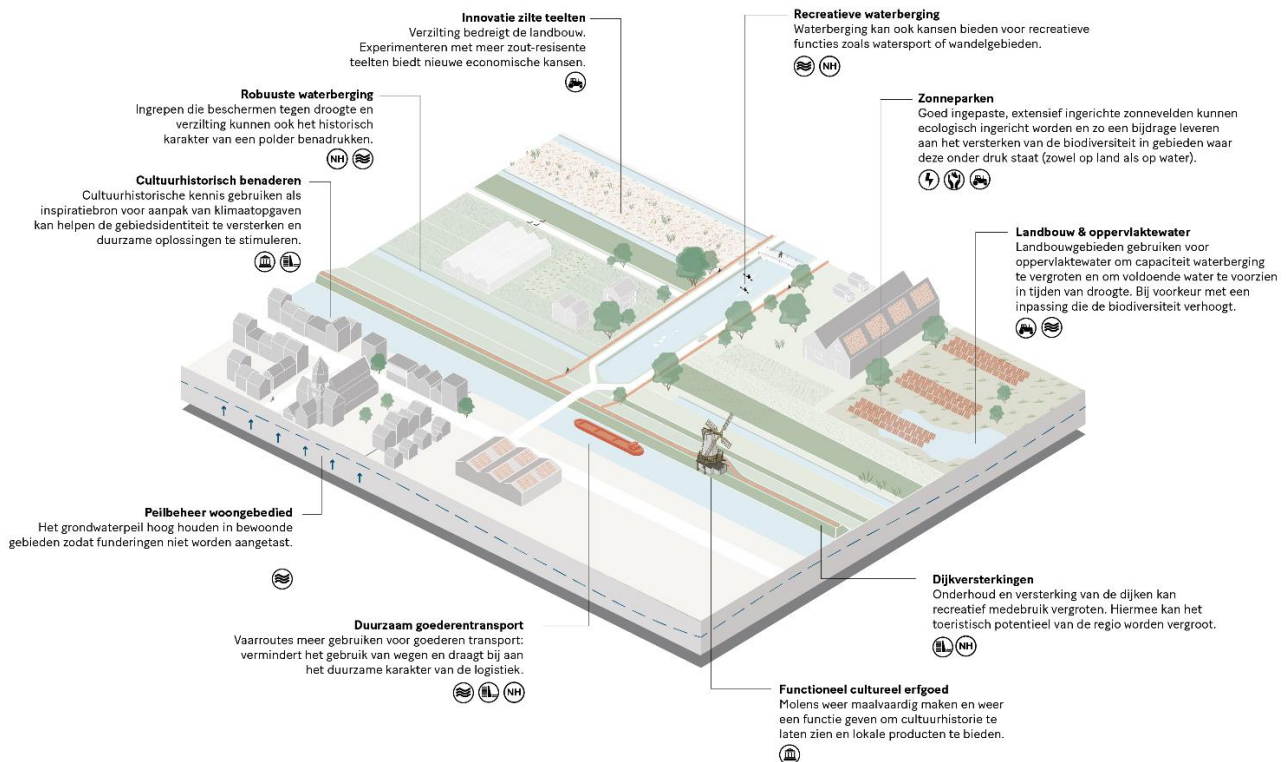 Innovatie zilte teelten
Verzilting bedreigt de landbouw.
Experimenteren met meer zout-resisente
teelten biedt nieuwe economische kansen.
Recreatieve waterberging
Waterberging kan ook kansen bieden voor recreatieve
functies zoals watersport of wandelgebieden.
NH
Robuuste waterberging
Ingrepen die beschermen tegen droogte en
verzilting kunnen ook het historisch
karakter van een polder benadrukken.
NH
Zonneparken
Goed ingepaste, extensief ingerichte zonnevelden kunnen
ecologisch ingericht worden en zo een bijdrage leveren
aan het versterken van de biodiversiteit in gebieden waar
deze onder druk staat (zowel op land als op water).
Cultuurhistorisch benaderen
Cultuurhistorische kennis gebruiken als
inspiratiebron voor aanpak van klimaatopgaven
kan helpen de gebiedsidentiteit te versterken en
duurzame oplossingen te stimuleren.
Landbouw & oppervlaktewater
Landbouwgebieden gebruiken voor
oppervlaktewater om capaciteit waterberging
te vergroten en om voldoende water te voorzien
in tijden van droogte. Bij voorkeur met een
inpassing die de biodiversiteit verhoogt.
Peilbeheer woongebedied
Het grondwaterpeil hoog houden in bewoonde
gebieden zodat funderingen niet worden aangetast.
Dijkversterkingen
Onderhoud en versterking van de dijken kan
recreatief medebruik vergroten. Hiermee kan het
toeristisch potentieel van de regio worden vergroot.
NH
Duurzaam goederentransport
Vaarroutes meer gebruiken voor goederen transport:
vermindert het gebruik van wegen en draagt bij aan
het duurzame karakter van de logistiek.
NH
Functioneel cultureel erfgoed
Molens weer maalvaardig maken en weer
een functie geven om cultuurhistorie te
laten zien en lokale producten te bieden.